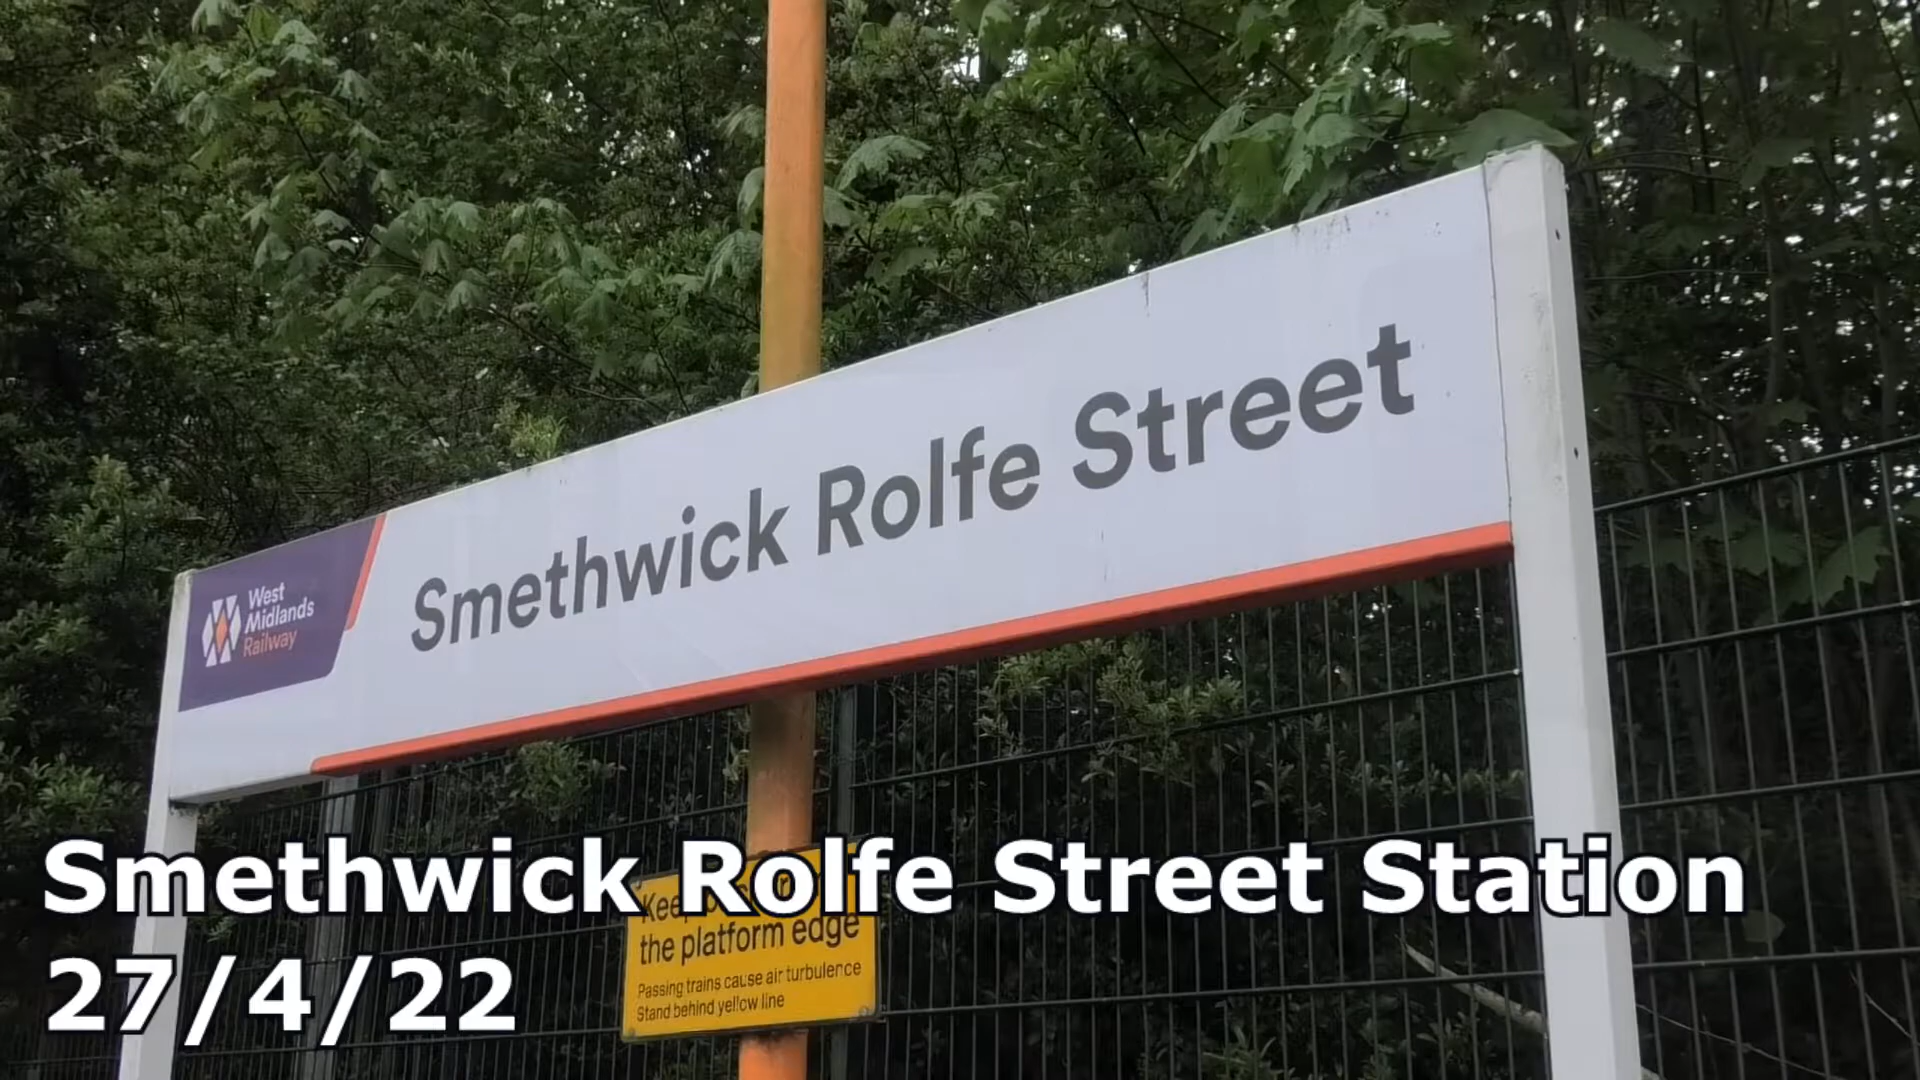 West
Midlands
Railway
Smethwick Rolfe Street
Keep
the platform edge
Passing trains cause air turbulence
Stand behind yellow line
Smethwick Rolfe Street Station
27/4/22